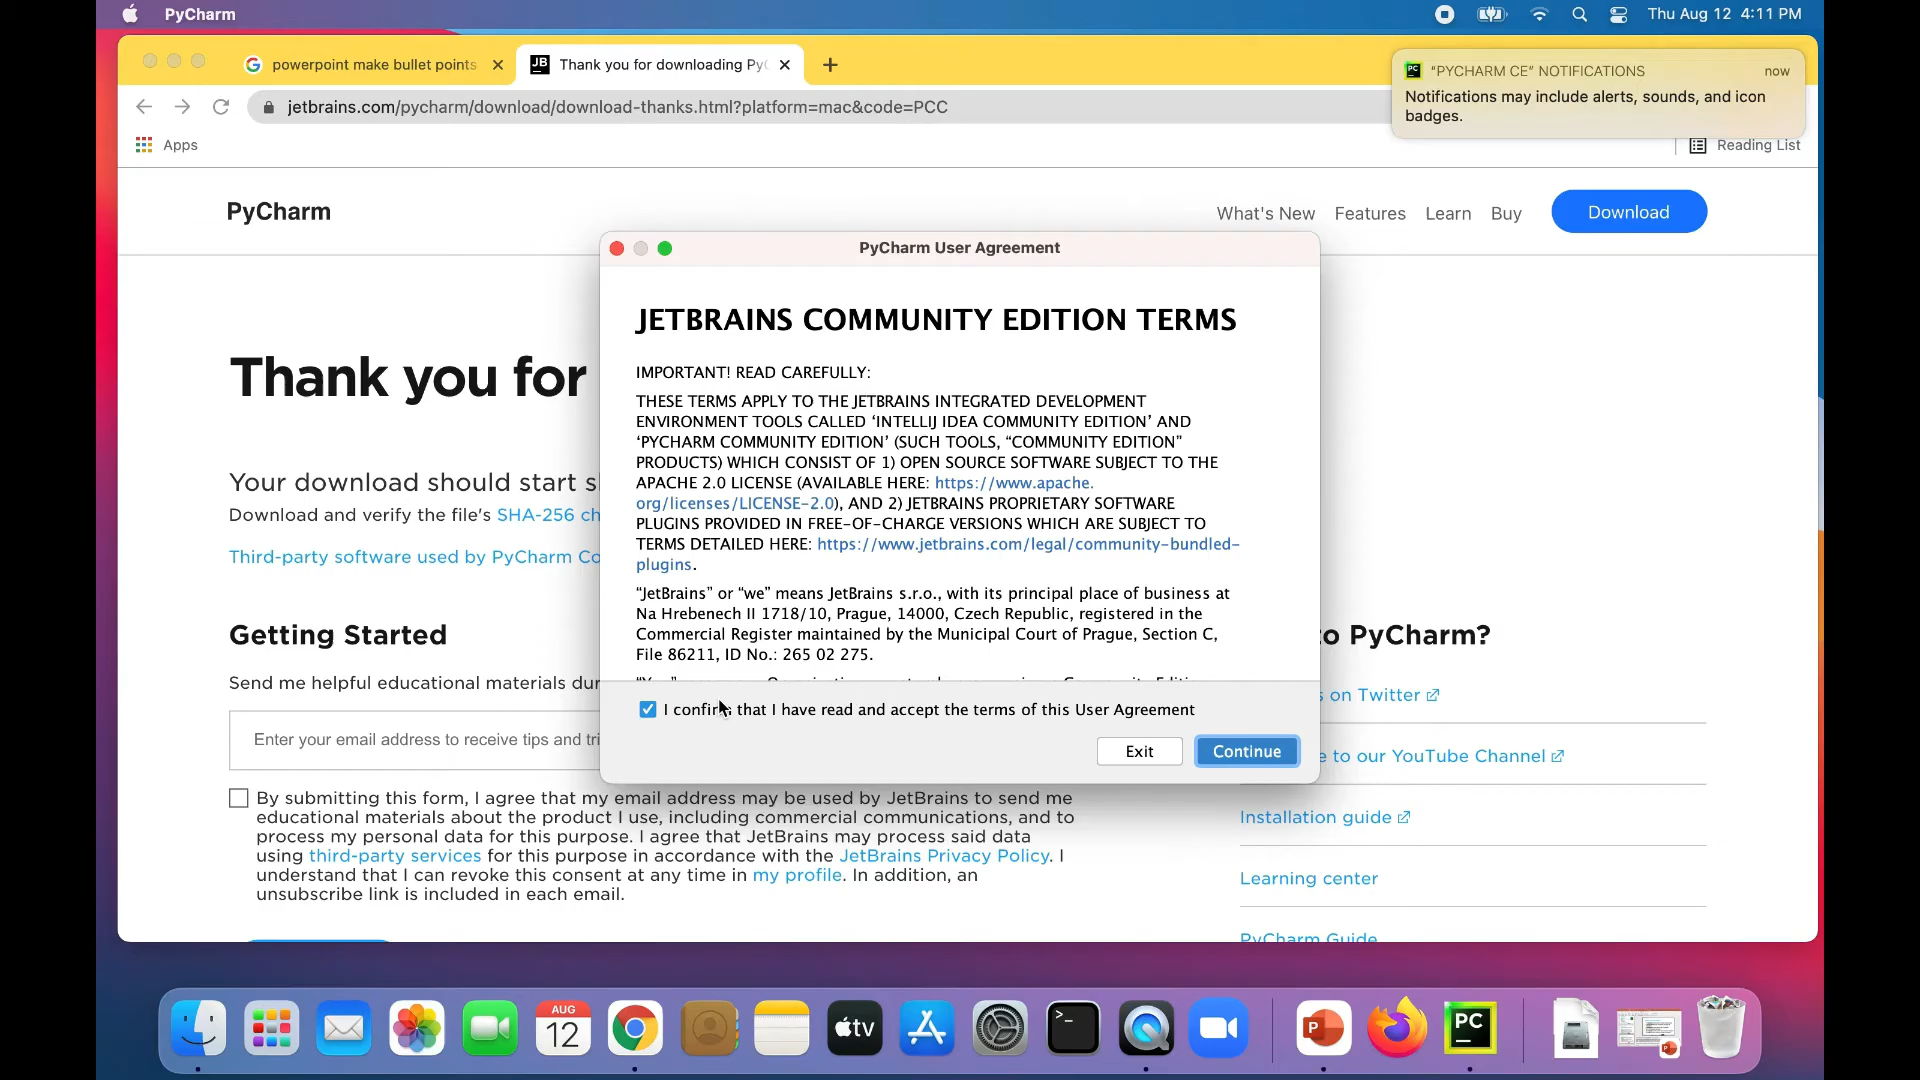 PyCharm
Thu Aug 12 4:11 PM
powerpoint make bullet points
JB
Thank you for downloading Py
PC
"PYCHARM CE" NOTIFICATIONS
now
Notifications may include alerts, sounds, and icon
badges.
jetbrains.com/pycharm/download/download-thanks.html?platform=mac&code=PCC
Apps
Reading List
PyCharm
What's New
Features
Learn
Buy
Download
PyCharm User Agreement
JETBRAINS COMMUNITY EDITION TERMS
IMPORTANT! READ CAREFULLY:
THESE TERMS APPLY TO THE JETBRAINS INTEGRATED DEVELOPMENT
ENVIRONMENT TOOLS CALLED ‘INTELLIJ IDEA COMMUNITY EDITION’ AND
‘PYCHARM COMMUNITY EDITION’ (SUCH TOOLS, “COMMUNITY EDITION”
PRODUCTS) WHICH CONSIST OF 1) OPEN SOURCE SOFTWARE SUBJECT TO THE
APACHE 2.0 LICENSE (AVAILABLE HERE: https://www.apache.
org/licenses/LICENSE-2.0), AND 2) JETBRAINS PROPRIETARY SOFTWARE
PLUGINS PROVIDED IN FREE-OF-CHARGE VERSIONS WHICH ARE SUBJECT TO
TERMS DETAILED HERE: https://www.jetbrains.com/legal/community-bundled-
plugins.
“JetBrains” or “we” means JetBrains s.r.o., with its principal place of business at
Na Hrebenech II 1718/10, Prague, 14000, Czech Republic, registered in the
Commercial Register maintained by the Municipal Court of Prague, Section C,
File 86211, ID No.: 265 02 275.
I confirm that I have read and accept the terms of this User Agreement
Exit
Continue
Thank you for
Your download should start s
Download and verify the file's SHA-256 ch
Third-party software used by PyCharm Co
Getting Started
Send me helpful educational materials dur
Enter your email address to receive tips and tri
By submitting this form, I agree that my email address may be used by JetBrains to send me
educational materials about the product I use, including commercial communications, and to
process my personal data for this purpose. I agree that JetBrains may process said data
using third-party services for this purpose in accordance with the JetBrains Privacy Policy. I
understand that I can revoke this consent at any time in my profile. In addition, an
unsubscribe link is included in each email.
to PyCharm?
s on Twitter
e to our YouTube Channel
Installation guide
Learning center
PyCharm Guide
AUG
12
tv
P
PC